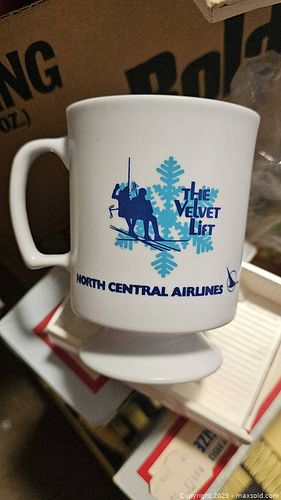 NG
Bold
OZ.)
THE
VELVET
LIFT
NORTH CENTRAL AIRLINES
Copyright © 2025 - maxsold.com